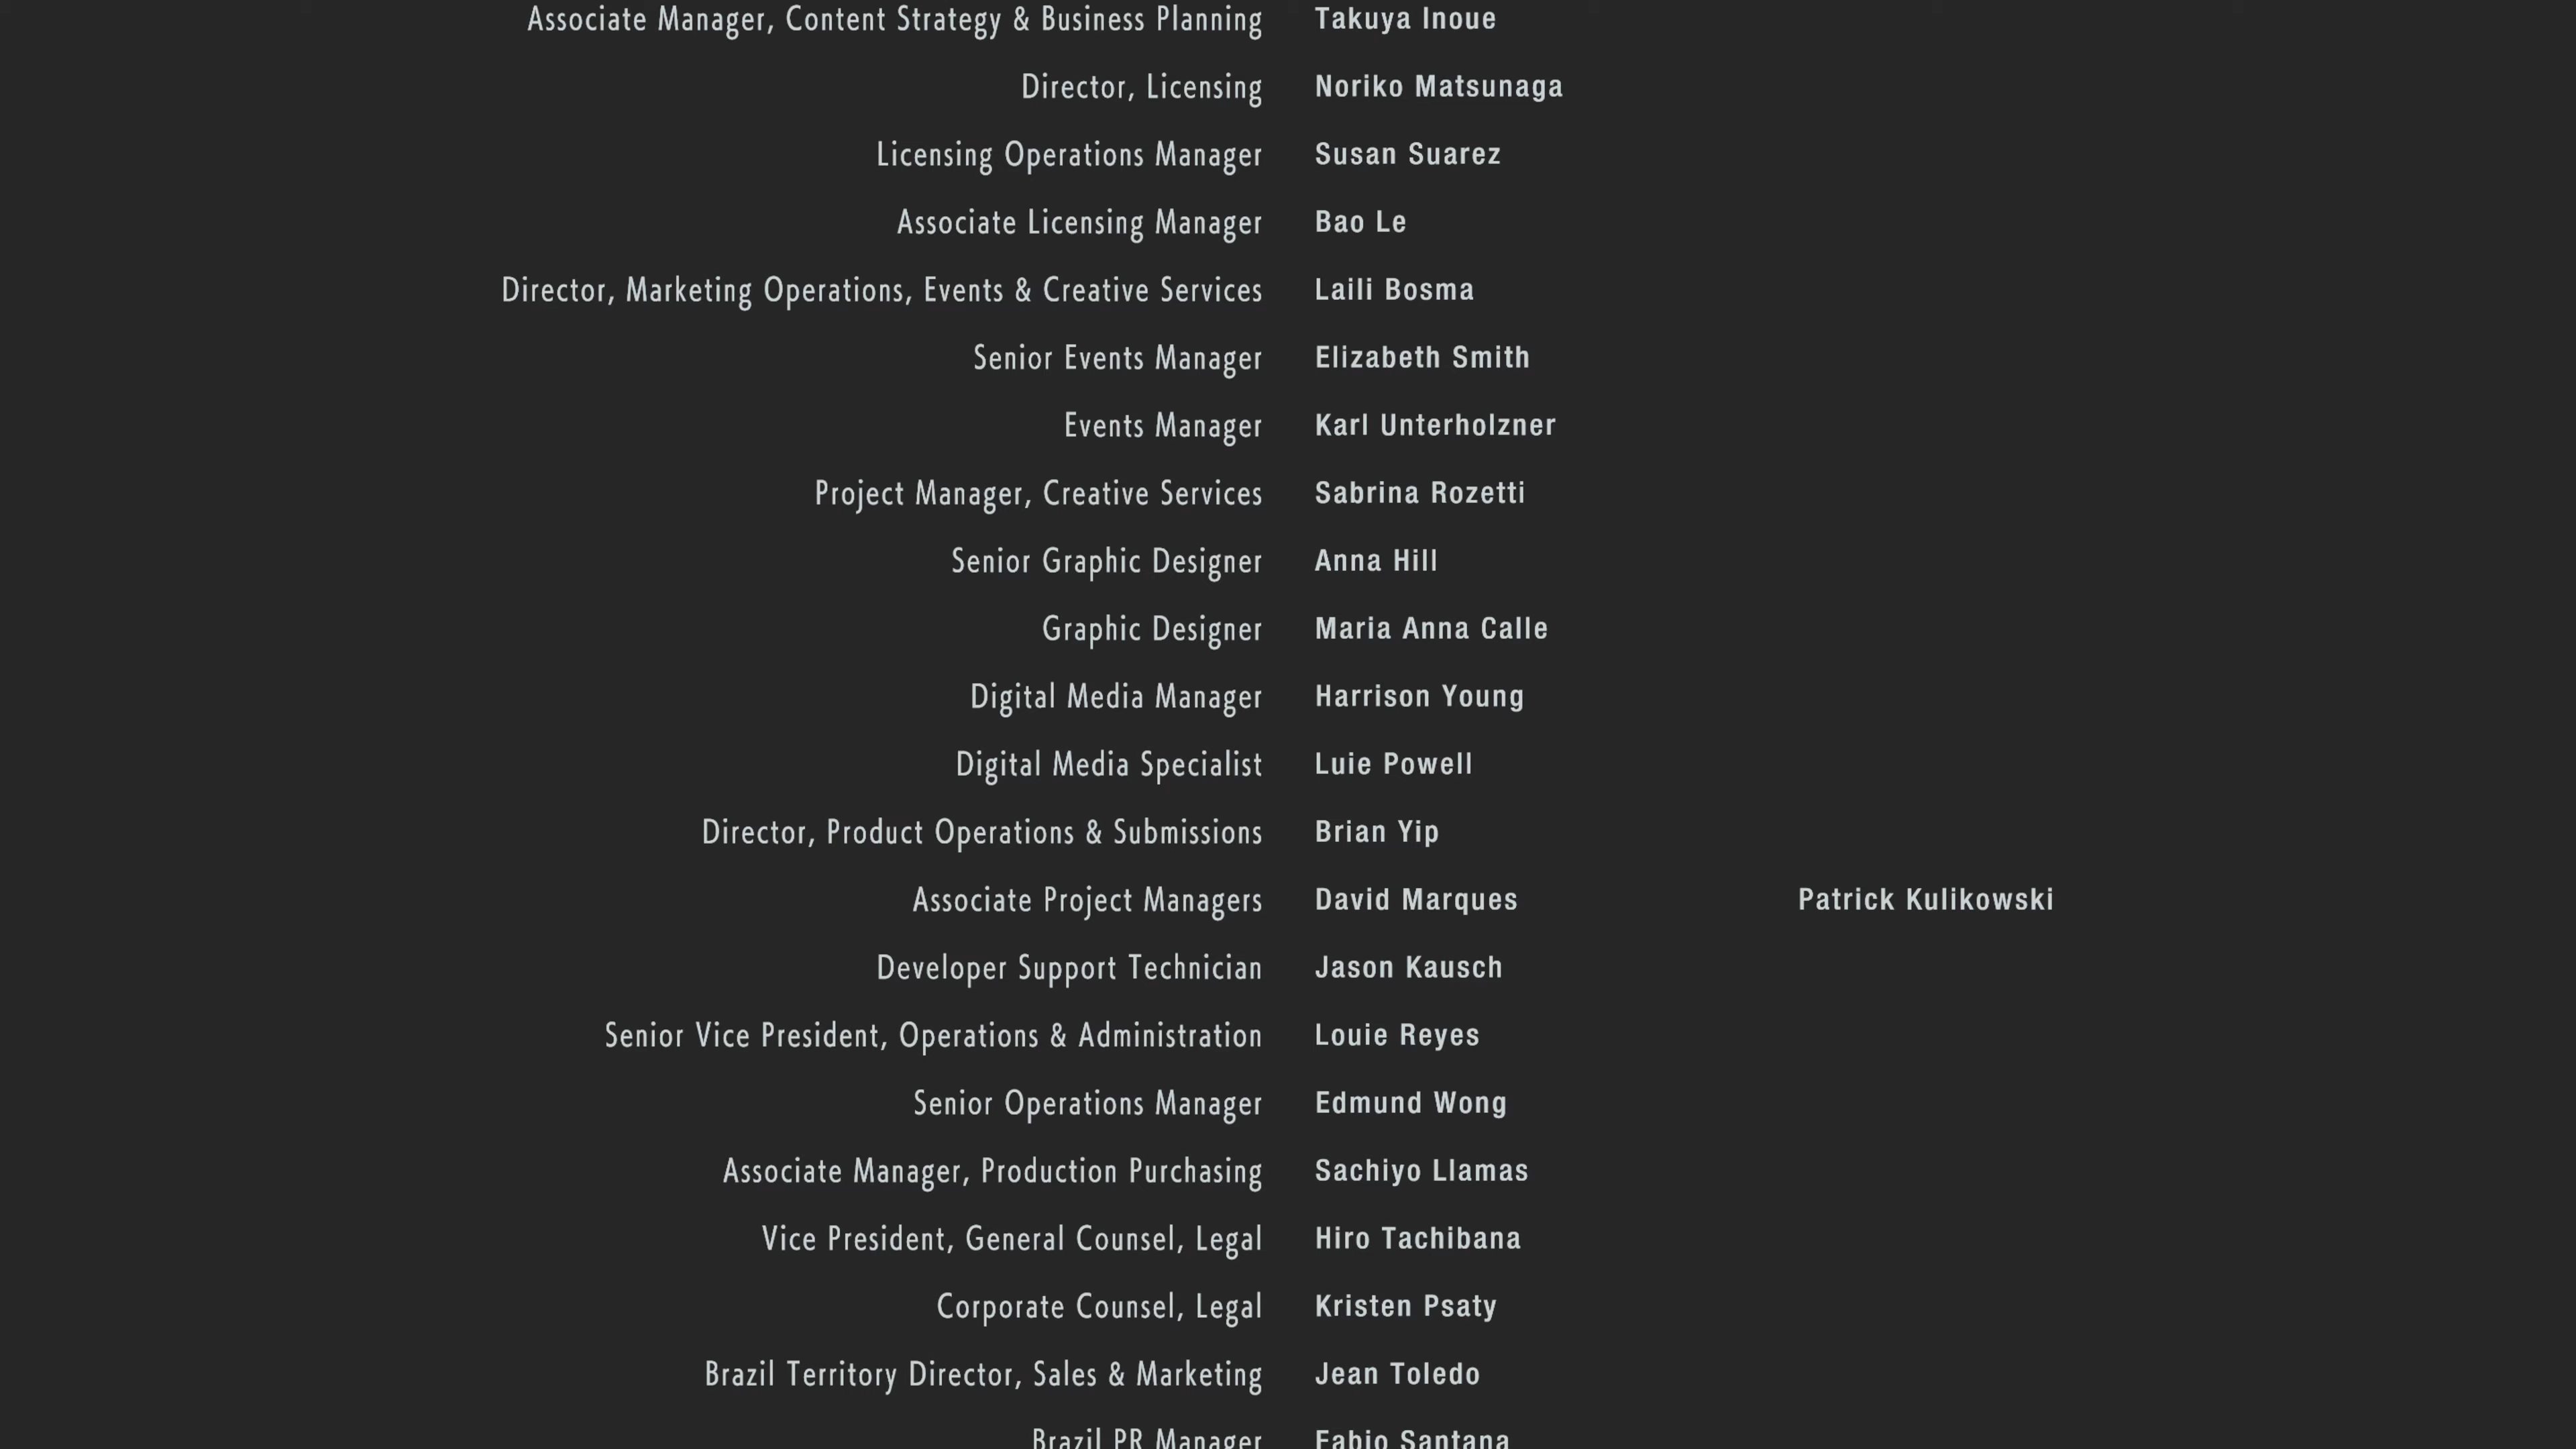 Associate Manager, Content Strategy & Business Planning Takuya Inoue
Director, Licensing Noriko Matsunaga
Licensing Operations Manager Susan Suarez
Associate Licensing Manager Bao Le
Director, Marketing Operations, Events & Creative Services Laili Bosma
Senior Events Manager Elizabeth Smith
Events Manager Karl Unterholzner
Project Manager, Creative Services Sabrina Rozetti
Senior Graphic Designer Anna Hill
Graphic Designer Maria Anna Calle
Digital Media Manager Harrison Young
Digital Media Specialist Luie Powell
Director, Product Operations & Submissions Brian Yip
Associate Project Managers David Marques Patrick Kulikowski
Developer Support Technician Jason Kausch
Senior Vice President, Operations & Administration Louie Reyes
Senior Operations Manager Edmund Wong
Associate Manager, Production Purchasing Sachiyo Llamas
Vice President, General Counsel, Legal Hiro Tachibana
Corporate Counsel, Legal Kristen Psaty
Brazil Territory Director, Sales & Marketing Jean Toledo
Brazil PR Manager Fabio Santana